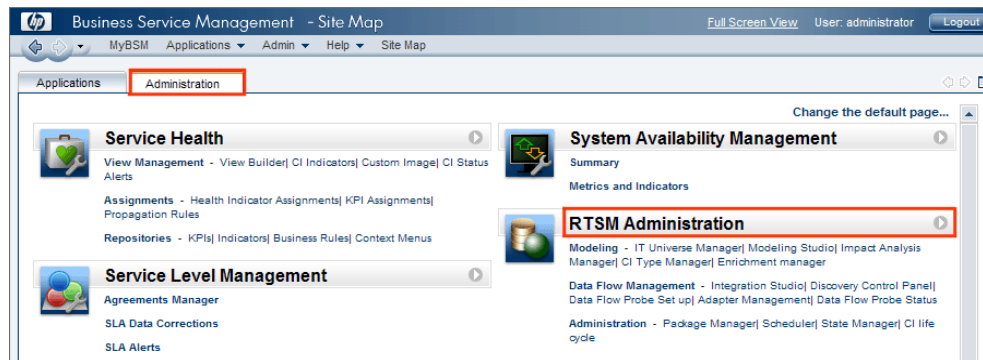 hp Business Service Management - Site Map Full Screen View User: administrator Logout
MyBSM Applications Admin Help Site Map
Applications Administration
Change the default page...
Service Health
View Management - View Builder| CI Indicators| Custom Image| CI Status
Alerts
Assignments - Health Indicator Assignments| KPI Assignments|
Propagation Rules
Repositories - KPIs| Indicators| Business Rules| Context Menus
Service Level Management
Agreements Manager
SLA Data Corrections
SLA Alerts
System Availability Management
Summary
Metrics and Indicators
RTSM Administration
Modeling - IT Universe Manager| Modeling Studio| Impact Analysis
Manager| CI Type Manager| Enrichment manager
Data Flow Management - Integration Studio| Discovery Control Panel|
Data Flow Probe Set up| Adapter Management| Data Flow Probe Status
Administration - Package Manager| Scheduler| State Manager| CI life
cycle